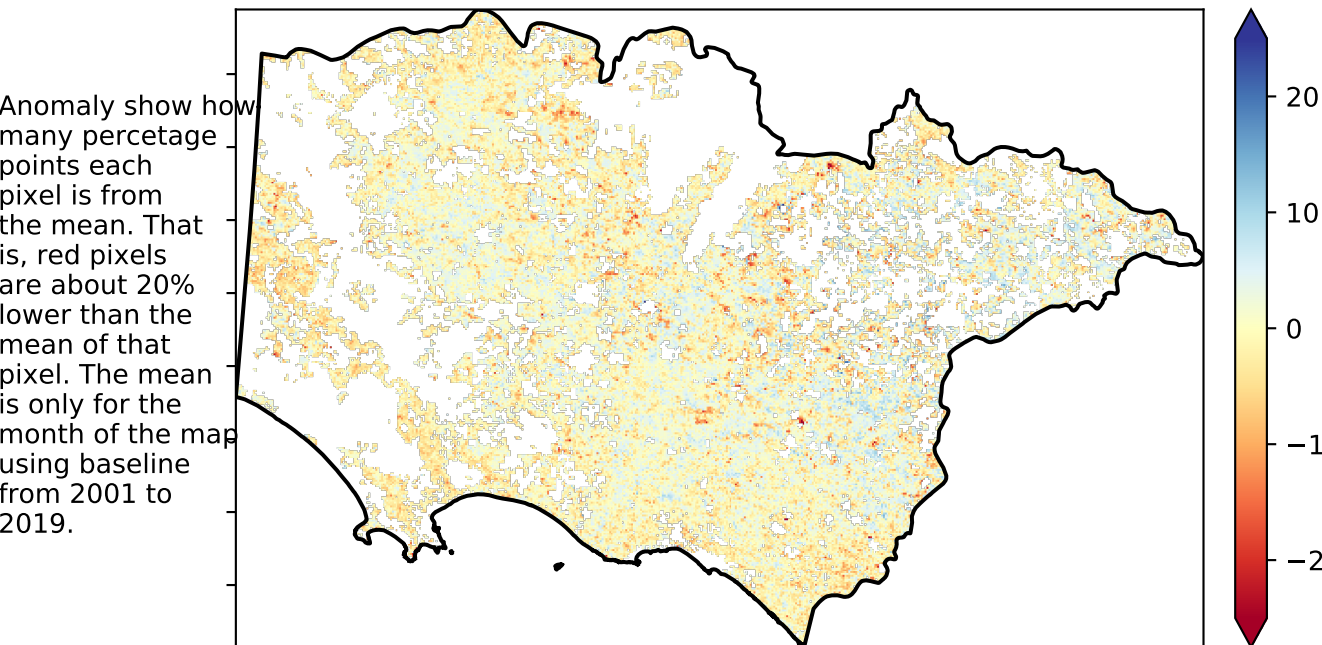 Anomaly show how
many percetage
points each
pixel is from
the mean. That
is, red pixels
are about 20%
lower than the
mean of that
pixel. The mean
is only for the
month of the map
using baseline
from 2001 to
2019.
20
10
0
−1
−2